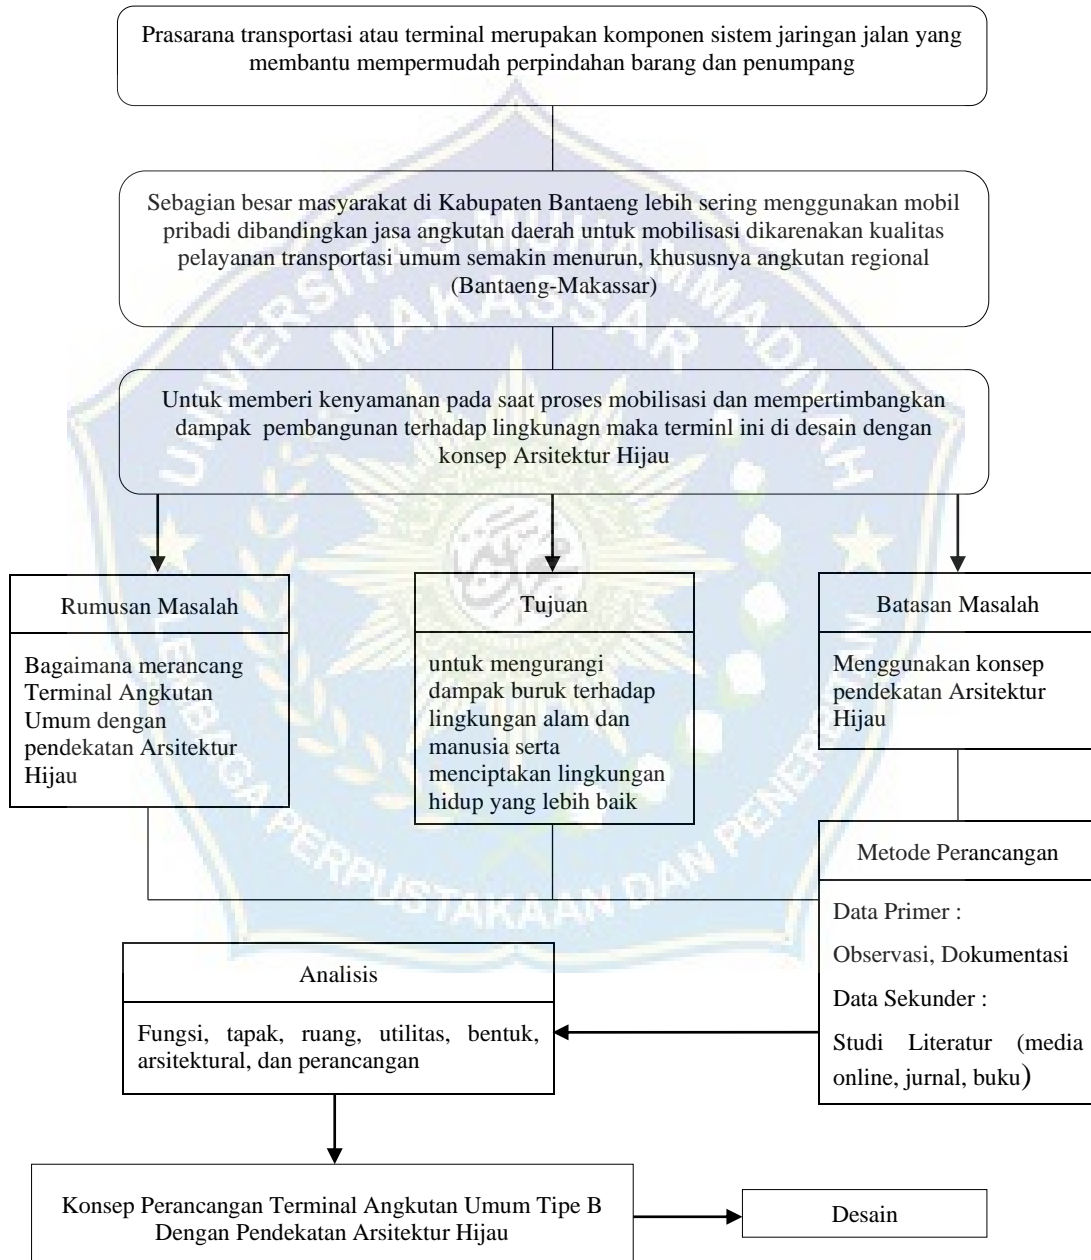 Prasarana transportasi atau terminal merupakan komponen sistem jaringan jalan yang
membantu mempermudah perpindahan barang dan penumpang
Sebagian besar masyarakat di Kabupaten Bantaeng lebih sering menggunakan mobil
pribadi dibandingkan jasa angkutan daerah untuk mobilisasi dikarenakan kualitas
pelayanan transportasi umum semakin menurun, khususnya angkutan regional
(Bantaeng-Makassar)
Untuk memberi kenyamanan pada saat proses mobilisasi dan mempertimbangkan
dampak pembangunan terhadap lingkunagn maka terminl ini di desain dengan
konsep Arsitektur Hijau
Rumusan Masalah
Bagaimana merancang
Terminal Angkutan
Umum dengan
pendekatan Arsitektur
Hijau
Tujuan
untuk mengurangi
dampak buruk terhadap
lingkungan alam dan
manusia serta
menciptakan lingkungan
hidup yang lebih baik
Batasan Masalah
Menggunakan konsep
pendekatan Arsitektur
Hijau
Metode Perancangan
Data Primer :
Observasi, Dokumentasi
Data Sekunder :
Studi Literatur (media
online, jurnal, buku)
Analisis
Fungsi, tapak, ruang, utilitas, bentuk,
arsitektural, dan perancangan
Konsep Perancangan Terminal Angkutan Umum Tipe B
Dengan Pendekatan Arsitektur Hijau
Desain
UNIVERSITAS MUHAMMADIYAH
MAKASSAR
LEMBAGA PERPUSTAKAAN DAN PENERBITAN